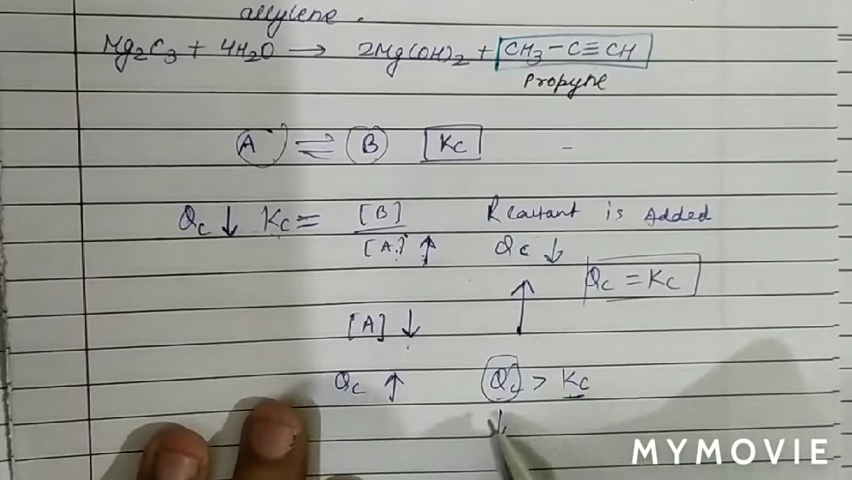 allylene.
Mg2C3 + 4H2O → 2Mg(OH)2 + CH3-C≡CH
Propyne
A ⇌ B Kc
Qc ↓ Kc = [B] / [A] ↑ Reactant is Added
Qc ↓
Qc = Kc
[A] ↓ ↑
Qc ↑ Qc > Kc
↓
MYMOVIE